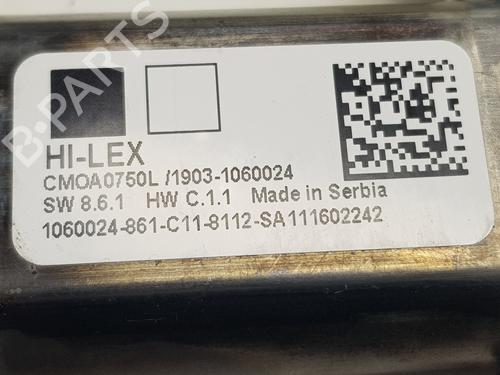 B-PARTS
HI-LEX
CMOA0750L /1903-1060024
SW 8.6.1 HW C.1.1 Made in Serbia
1060024-861-C11-8112-SA111602242